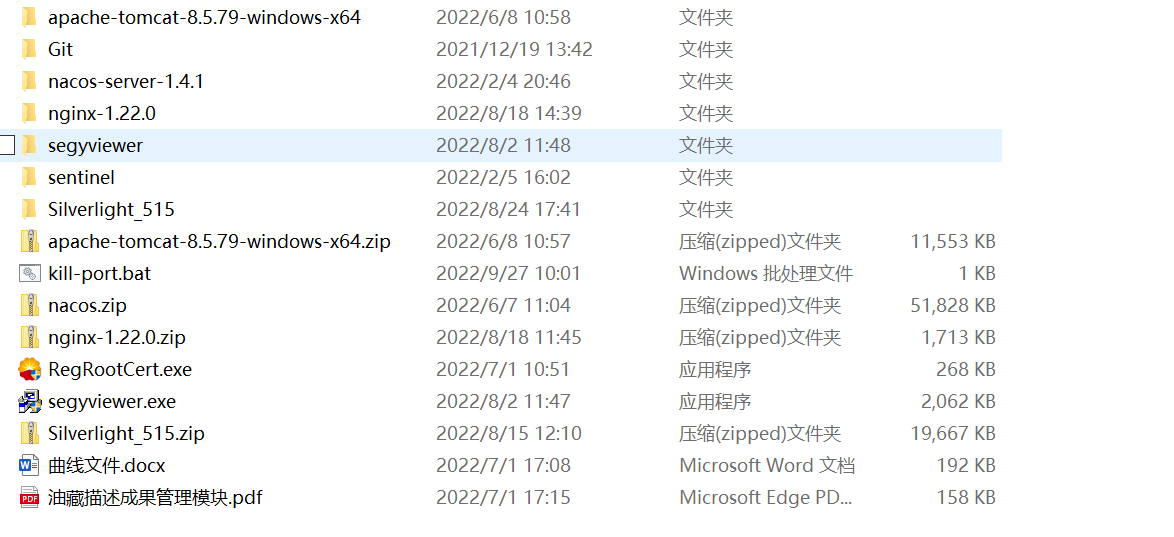 apache-tomcat-8.5.79-windows-x64 2022/6/8 10:58 文件夹
Git 2021/12/19 13:42 文件夹
nacos-server-1.4.1 2022/2/4 20:46 文件夹
nginx-1.22.0 2022/8/18 14:39 文件夹
segyviewer 2022/8/2 11:48 文件夹
sentinel 2022/2/5 16:02 文件夹
Silverlight_515 2022/8/24 17:41 文件夹
apache-tomcat-8.5.79-windows-x64.zip 2022/6/8 10:57 压缩(zipped)文件夹 11,553 KB
kill-port.bat 2022/9/27 10:01 Windows 批处理文件 1 KB
nacos.zip 2022/6/7 11:04 压缩(zipped)文件夹 51,828 KB
nginx-1.22.0.zip 2022/8/18 11:45 压缩(zipped)文件夹 1,713 KB
RegRootCert.exe 2022/7/1 10:51 应用程序 268 KB
segyviewer.exe 2022/8/2 11:47 应用程序 2,062 KB
Silverlight_515.zip 2022/8/15 12:10 压缩(zipped)文件夹 19,667 KB
曲线文件.docx 2022/7/1 17:08 Microsoft Word 文档 192 KB
油藏描述成果管理模块.pdf 2022/7/1 17:15 Microsoft Edge PD... 158 KB